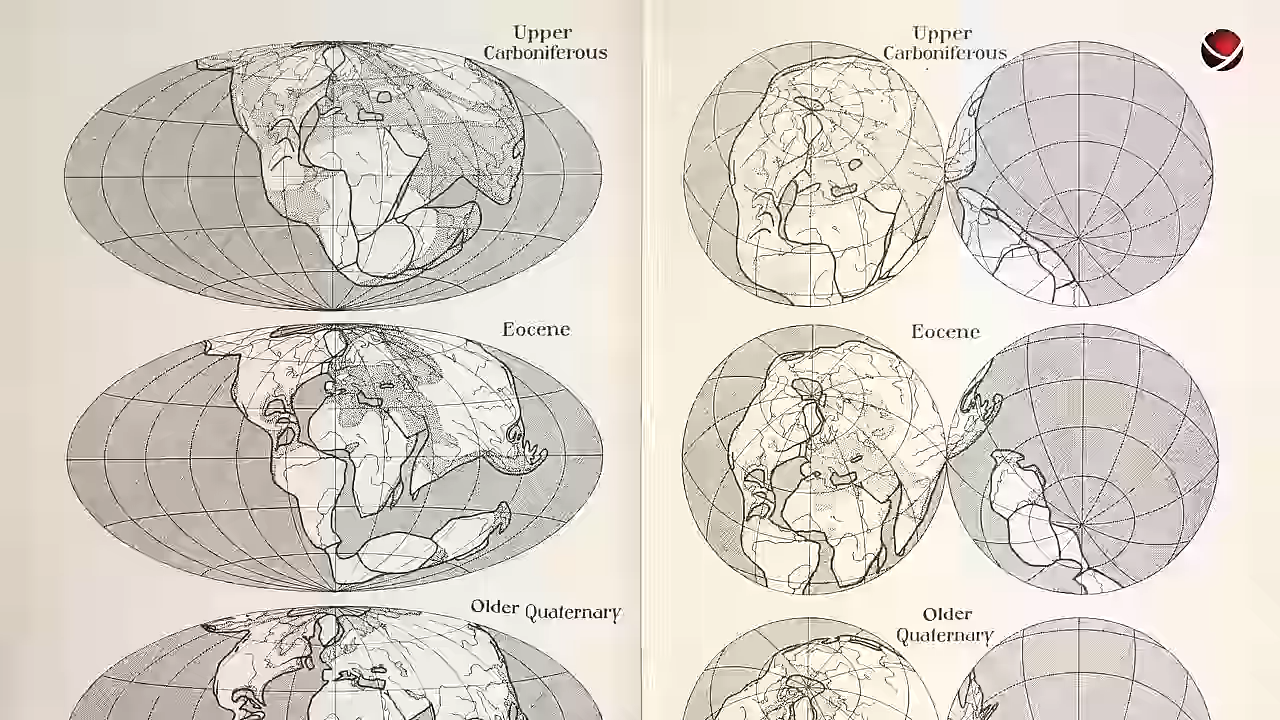 Upper
Carboniferous
Eocene
Older Quaternary
Upper
Carboniferous
Eocene
Older
Quaternary